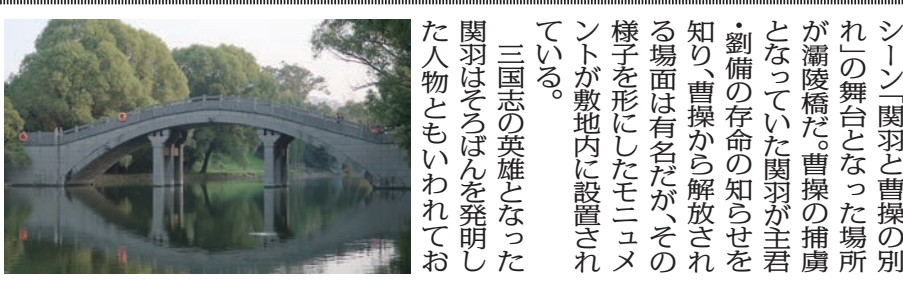 シーン「関羽と曹操の別
れ」の舞台となった場所
が灞陵橋だ。曹操の捕虜
となっていた関羽が主君
・劉備の存命の知らせを
知り、曹操から解放され
る場面は有名だが、その
様子を形にしたモニュメ
ントが敷地内に設置され
ている。
三国志の英雄となった
関羽はそろばんを発明し
た人物ともいわれてお